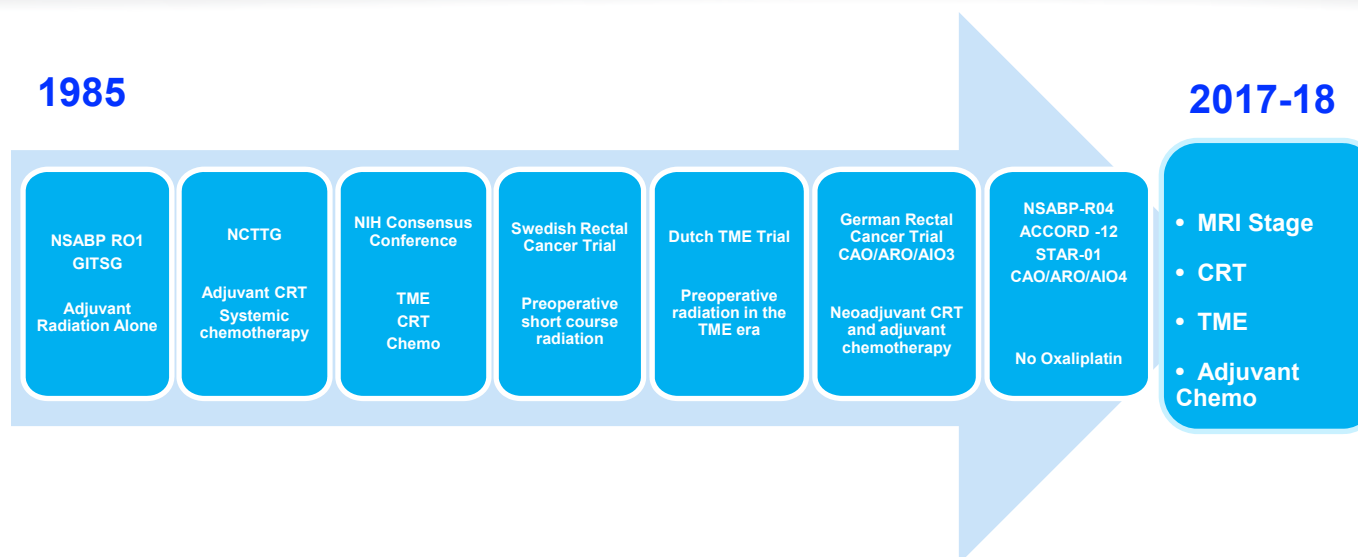 1985
2017-18
NSABP RO1
GITSG
Adjuvant
Radiation Alone
NCTTG
Adjuvant CRT
Systemic
chemotherapy
NIH Consensus
Conference
TME
CRT
Chemo
Swedish Rectal
Cancer Trial
Preoperative
short course
radiation
Dutch TME Trial
Preoperative
radiation in the
TME era
German Rectal
Cancer Trial
CAO/ARO/AIO3
Neoadjuvant CRT
and adjuvant
chemotherapy
NSABP-R04
ACCORD -12
STAR-01
CAO/ARO/AIO4
No Oxaliplatin
• MRI Stage
• CRT
• TME
• Adjuvant
Chemo